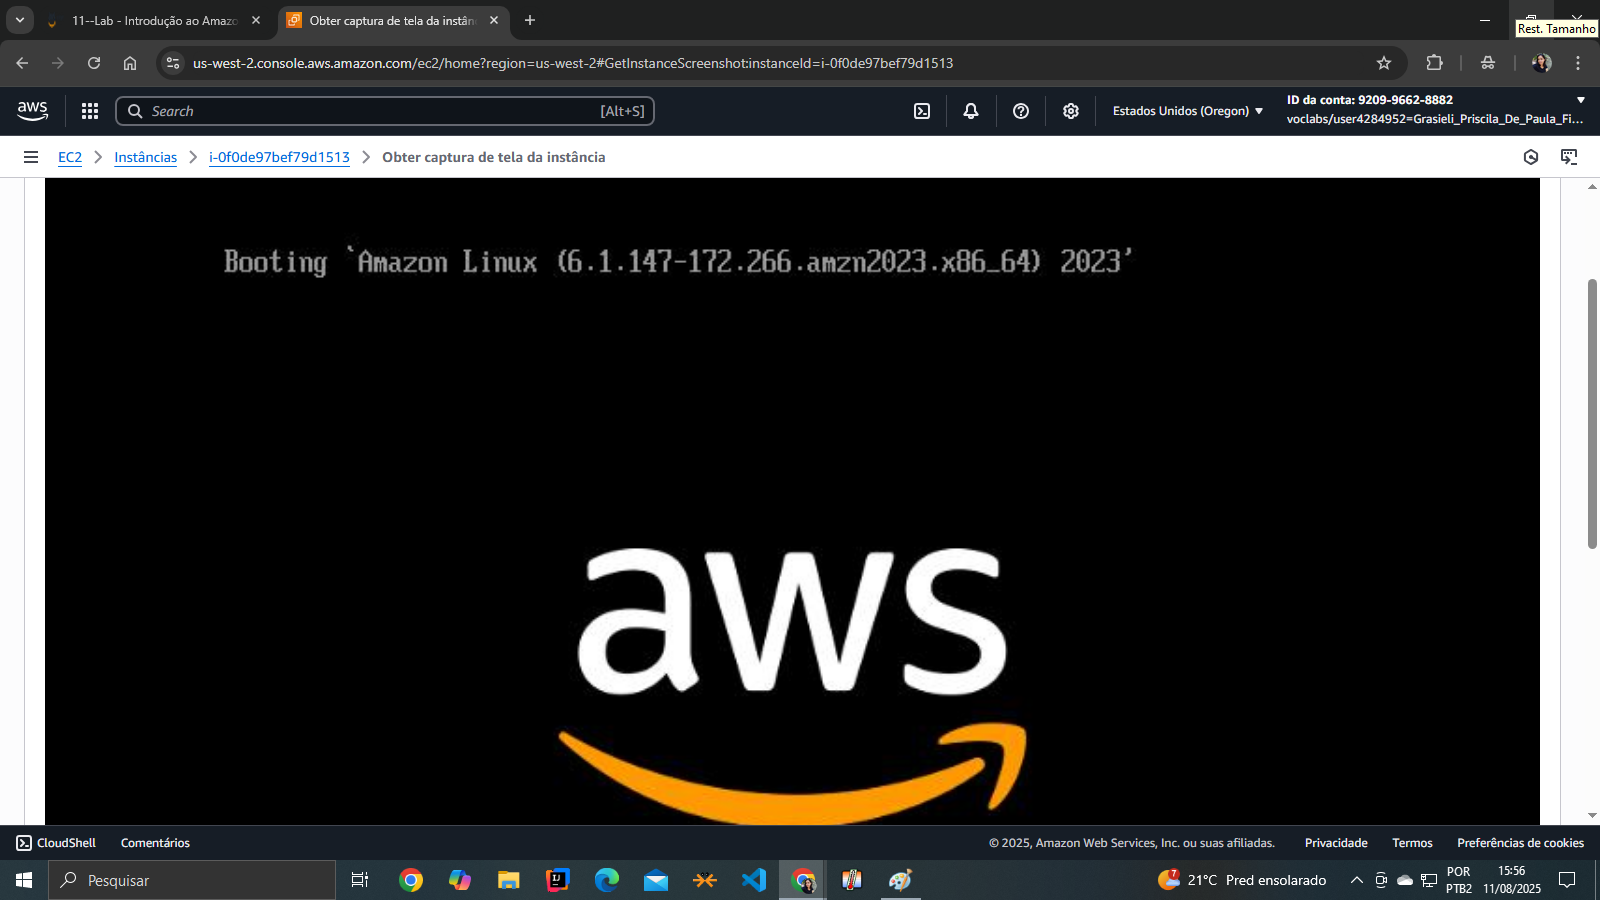 11--Lab - Introdução ao Amazo
Obter captura de tela da instân
Rest. Tamanho
us-west-2.console.aws.amazon.com/ec2/home?region=us-west-2#GetInstanceScreenshot:instanceId=i-0f0de97bef79d1513
aws
Search
[Alt+S]
Estados Unidos (Oregon)
ID da conta: 9209-9662-8882
voclabs/user4284952=Grasieli_Priscila_De_Paula_Fi...
EC2
Instâncias
i-0f0de97bef79d1513
Obter captura de tela da instância
Booting `Amazon Linux (6.1.147-172.266.amzn2023.x86_64) 2023'
aws
CloudShell
Comentários
© 2025, Amazon Web Services, Inc. ou suas afiliadas.
Privacidade
Termos
Preferências de cookies
Pesquisar
7
21°C Pred ensolarado
POR
PTB2
15:56
11/08/2025